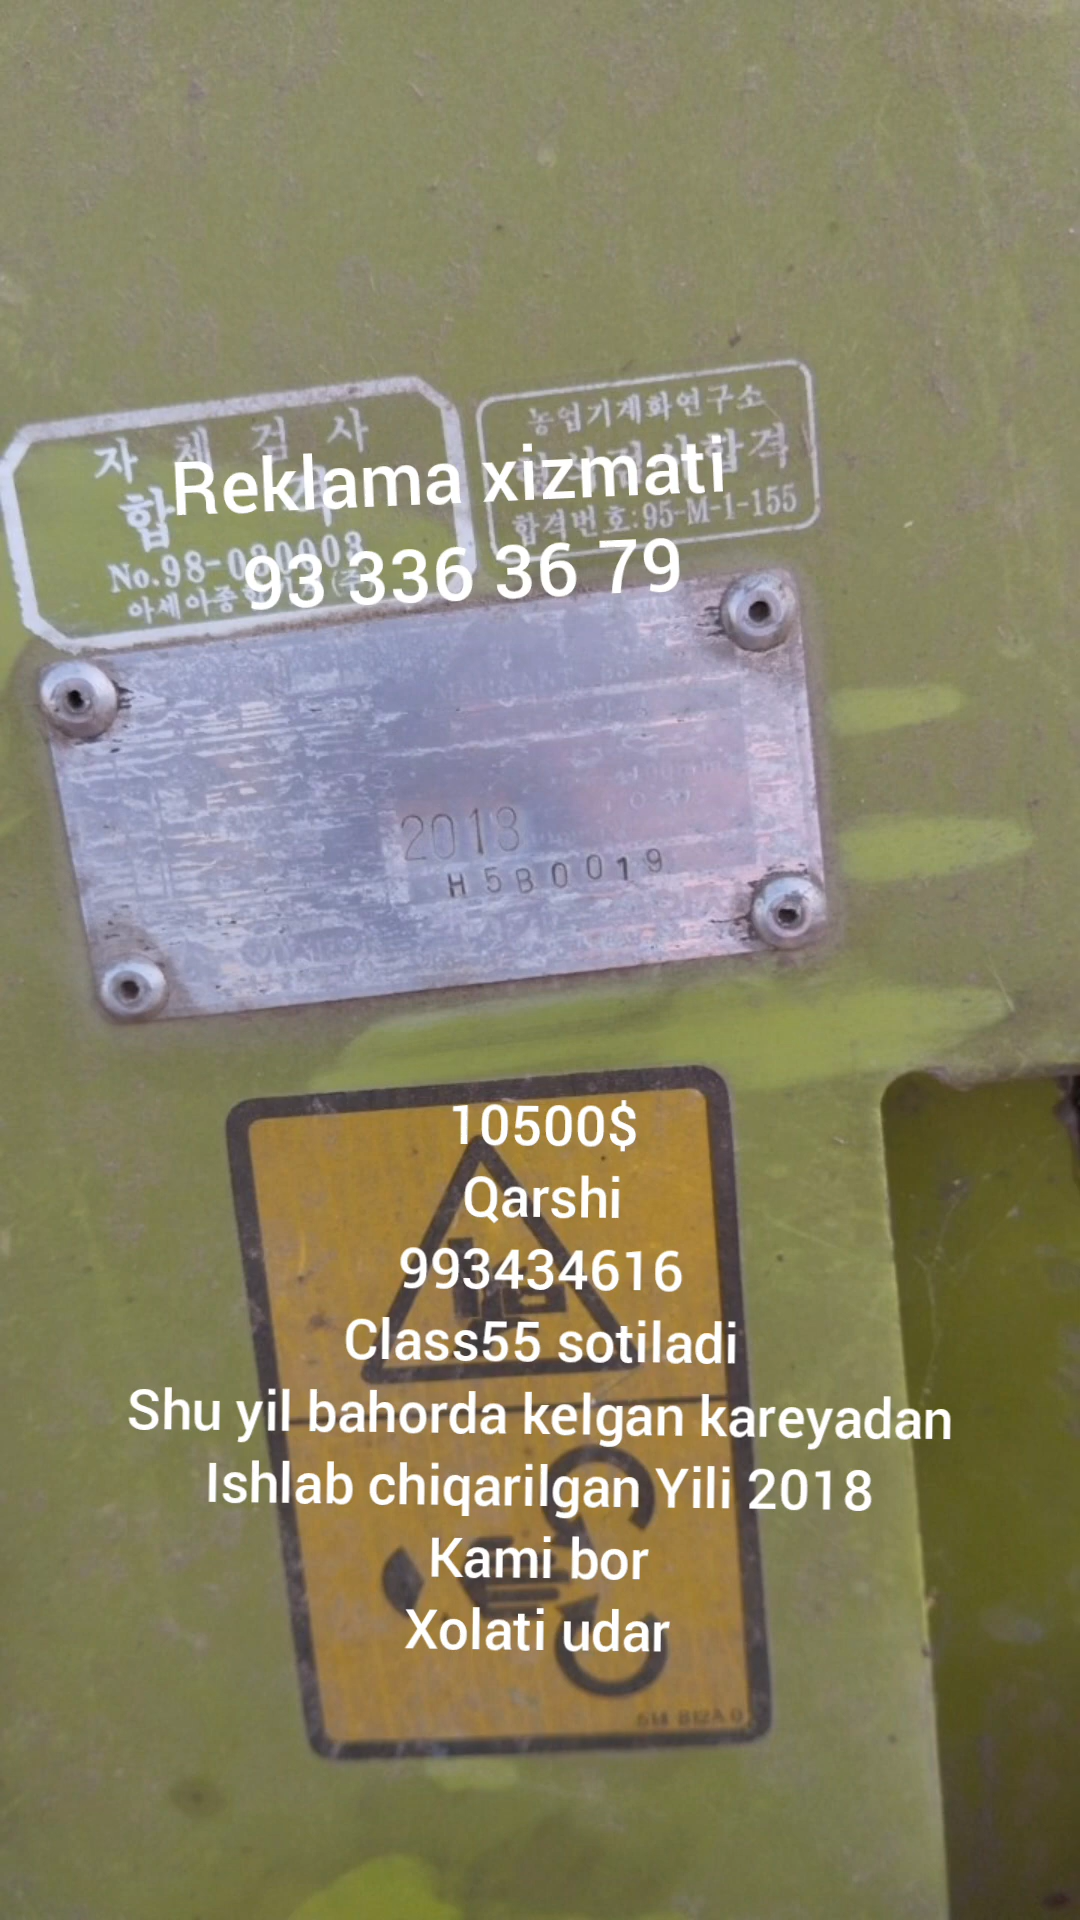 자체검사
농업기계화연구소
Reklama xizmati
합
합격번호:95-M-1-155
93 336 36 79
2018
H5B0019
10500$
Qarshi
993434616
Class55 sotiladi
Shu yil bahorda kelgan kareyadan
Ishlab chiqarilgan Yili 2018
Kami bor
Xolati udar